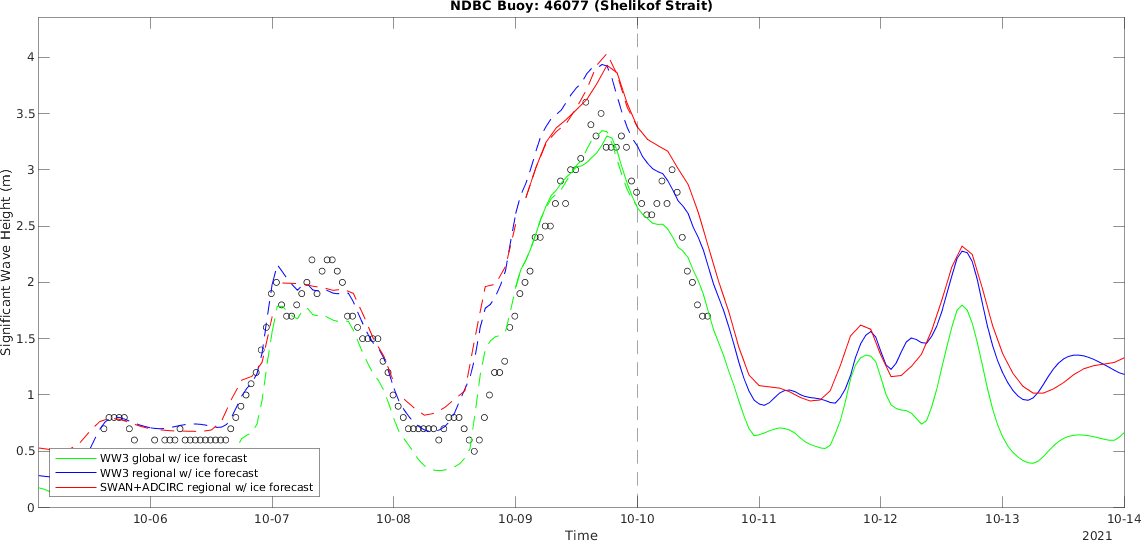 NDBC Buoy: 46077 (Shelikof Strait)
Significant Wave Height (m)
4
3.5
3
2.5
2
1.5
1
0.5
0
WW3 global w/ ice forecast
WW3 regional w/ ice forecast
SWAN+ADCIRC regional w/ ice forecast
10-06 10-07 10-08 10-09 10-10 10-11 10-12 10-13 10-14
Time 2021